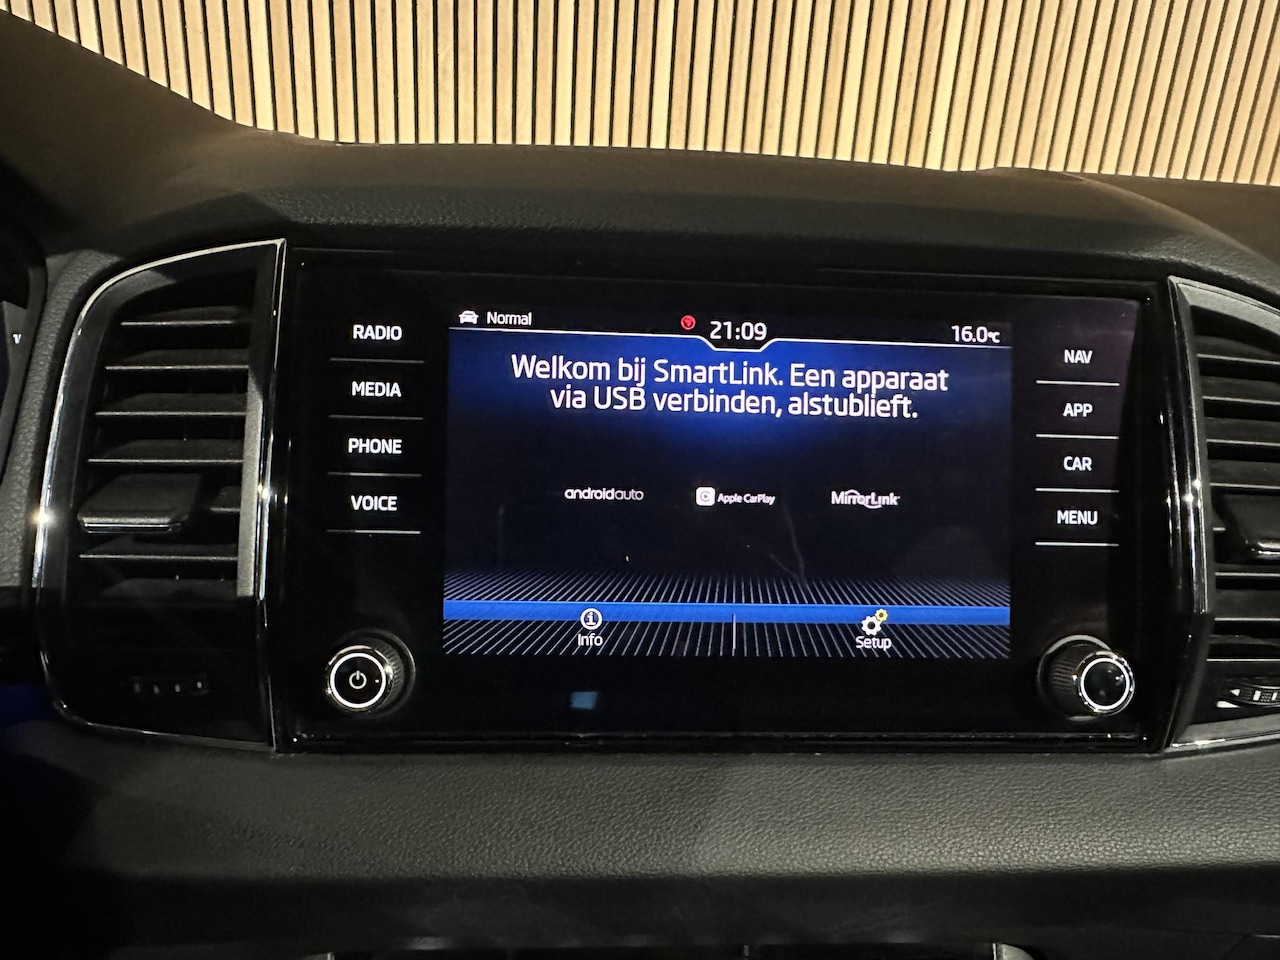 Normal
21:09
16.0°C
Welkom bij SmartLink. Een apparaat
via USB verbinden, alstublieft.
androidauto
Apple CarPlay
MirrorLink
Info
Setup
RADIO
MEDIA
PHONE
VOICE
NAV
APP
CAR
MENU